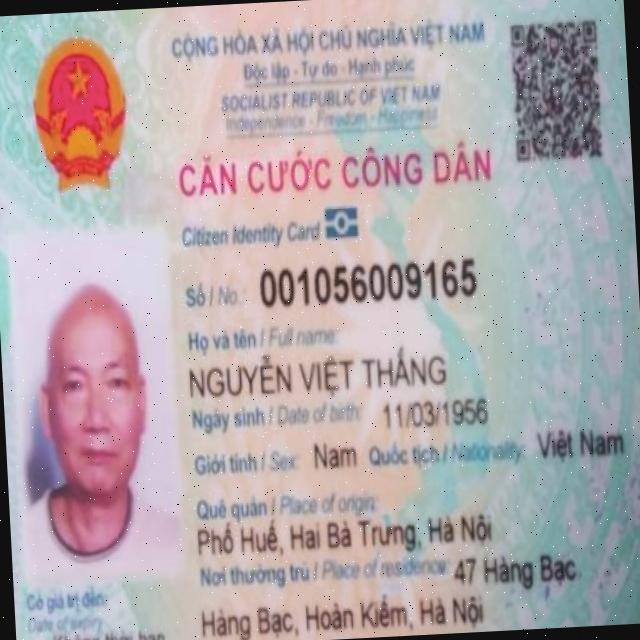 CỘNG HÒA XÃ HỘI CHỦ NGHĨA VIỆT NAM
Độc lập - Tự do - Hạnh phúc
SOCIALIST REPUBLIC OF VIET NAM
Independence - Freedom - Happiness
CĂN CƯỚC CÔNG DÂN
Citizen Identity Card
Số / No.: 001056009165
Họ và tên / Full name:
NGUYỄN VIỆT THẮNG
Ngày sinh / Date of birth: 11/03/1956
Giới tính / Sex: Nam Quốc tịch / Nationality: Việt Nam
Quê quán / Place of origin:
Phố Huế, Hai Bà Trưng, Hà Nội
Nơi thường trú / Place of residence: 47 Hàng Bạc
Hàng Bạc, Hoàn Kiếm, Hà Nội
Có giá trị đến:
Date of expiry
Không thời hạn